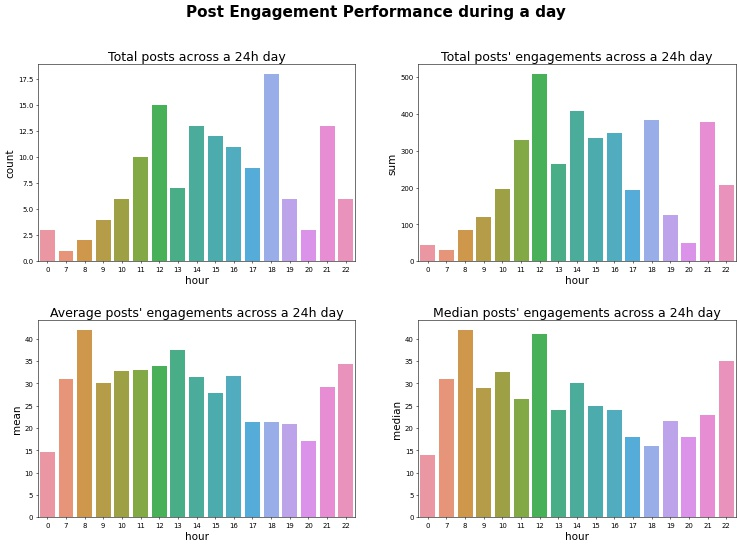 Post Engagement Performance during a day
Total posts across a 24h day
17.5
15.0
12.5
10.0
7.5
5.0
2.5
0.0
count
0 7 8 9 10 11 12 13 14 15 16 17 18 19 20 21 22
hour
Total posts' engagements across a 24h day
500
400
300
200
100
0
sum
0 7 8 9 10 11 12 13 14 15 16 17 18 19 20 21 22
hour
Average posts' engagements across a 24h day
40
35
30
25
20
15
10
5
0
mean
0 7 8 9 10 11 12 13 14 15 16 17 18 19 20 21 22
hour
Median posts' engagements across a 24h day
40
35
30
25
20
15
10
5
0
median
0 7 8 9 10 11 12 13 14 15 16 17 18 19 20 21 22
hour